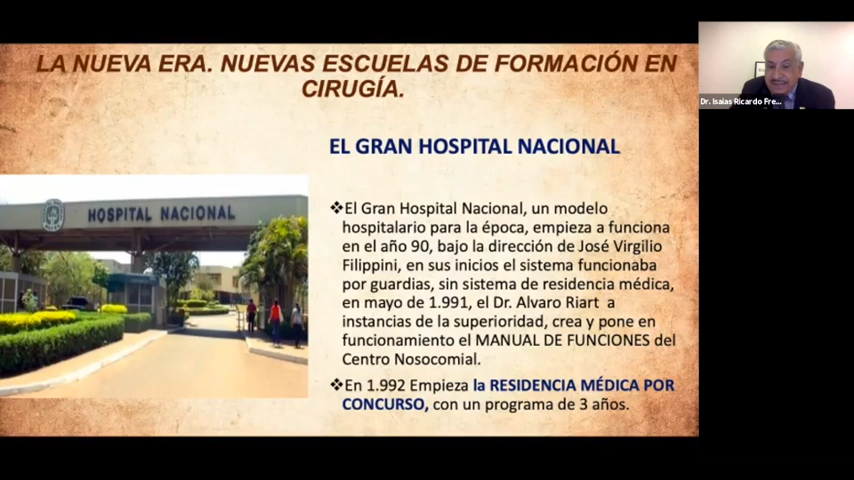 LA NUEVA ERA. NUEVAS ESCUELAS DE FORMACIÓN EN
CIRUGÍA.
Dr. Isaias Ricardo Fre...
EL GRAN HOSPITAL NACIONAL
HOSPITAL NACIONAL
❖El Gran Hospital Nacional, un modelo
hospitalario para la época, empieza a funciona
en el año 90, bajo la dirección de José Virgilio
Filippini, en sus inicios el sistema funcionaba
por guardias, sin sistema de residencia médica,
en mayo de 1.991, el Dr. Alvaro Riart a
instancias de la superioridad, crea y pone en
funcionamiento el MANUAL DE FUNCIONES del
Centro Nosocomial.
❖En 1.992 Empieza la RESIDENCIA MÉDICA POR
CONCURSO, con un programa de 3 años.